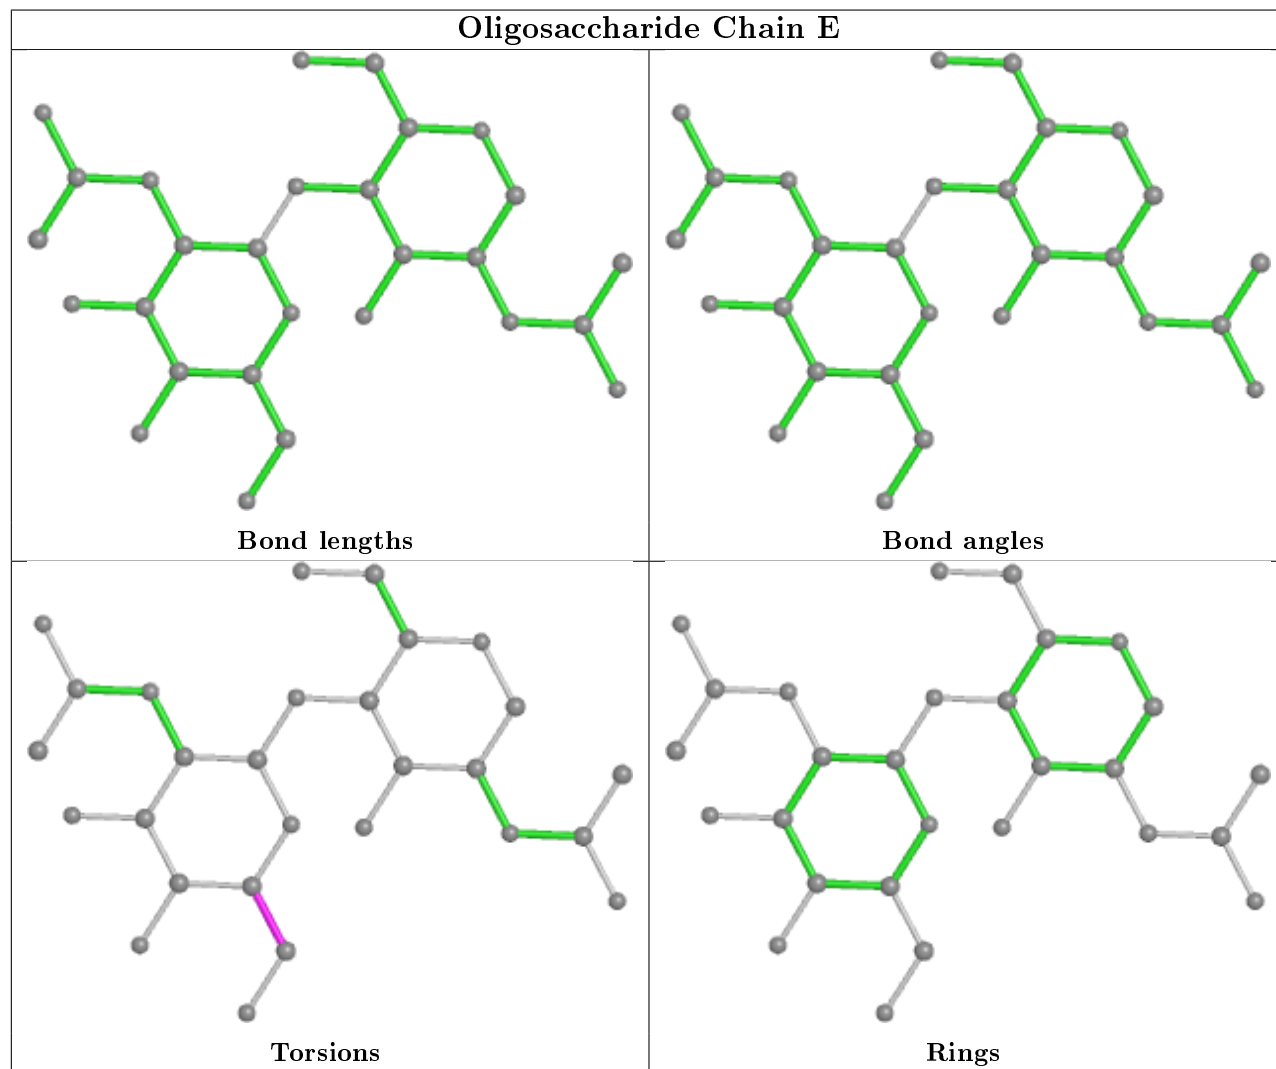 Oligosaccharide Chain E
Bond lengths
Bond angles
Torsions
Rings